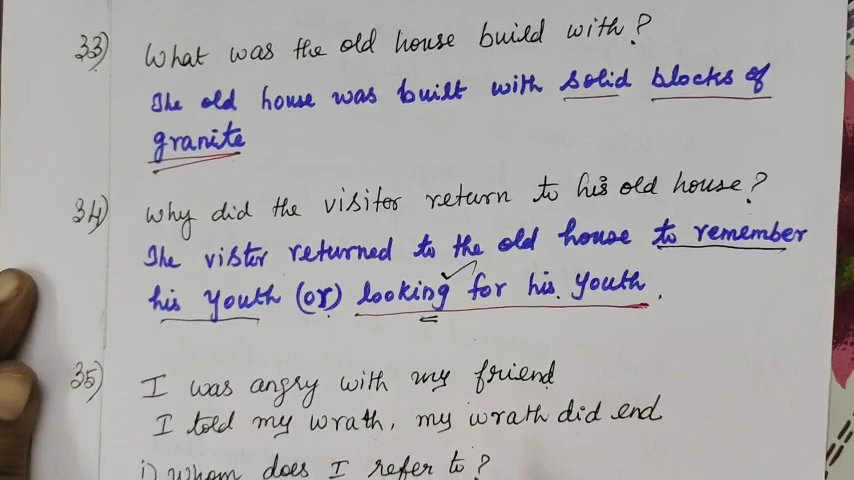 33) What was the old house build with?
The old house was built with solid blocks of
granite
34) Why did the visitor return to his old house?
The vistor returned to the old house to remember
his youth (or) looking for his youth.
35) I was angry with my friend
I told my wrath, my wrath did end
i) Whom does I refer to?